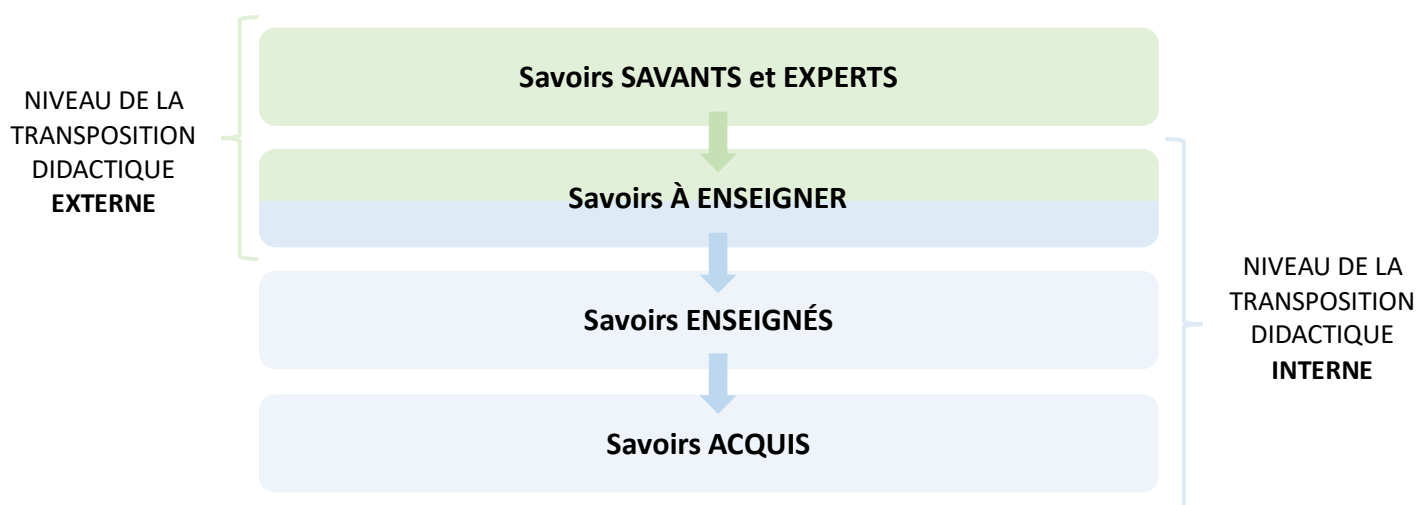 Savoirs SAVANTS et EXPERTS
NIVEAU DE LA
TRANSPOSITION
DIDACTIQUE
EXTERNE
Savoirs À ENSEIGNER
Savoirs ENSEIGNÉS
NIVEAU DE LA
TRANSPOSITION
DIDACTIQUE
INTERNE
Savoirs ACQUIS